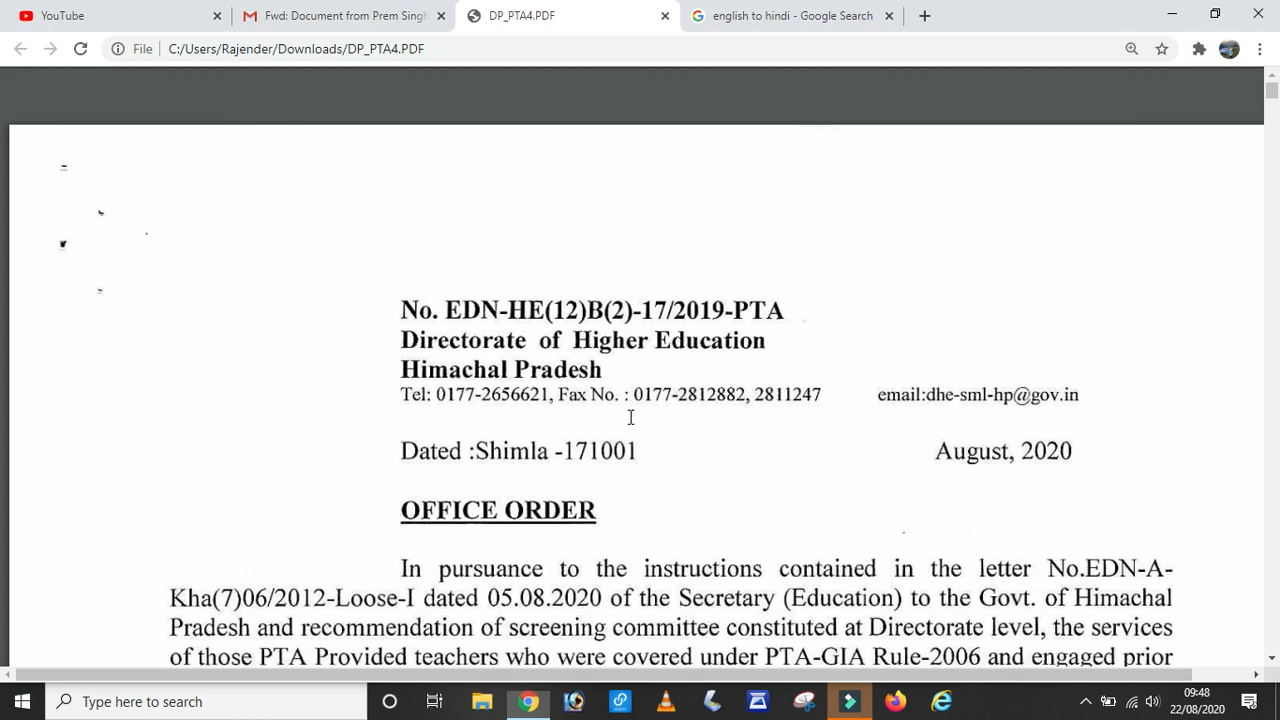 YouTube
Fwd: Document from Prem Singh
DP_PTA4.PDF
english to hindi - Google Search
File
C:/Users/Rajender/Downloads/DP_PTA4.PDF
No. EDN-HE(12)B(2)-17/2019-PTA
Directorate of Higher Education
Himachal Pradesh
Tel: 0177-2656621, Fax No. : 0177-2812882, 2811247 email:dhe-sml-hp@gov.in
Dated :Shimla -171001 August, 2020
OFFICE ORDER
In pursuance to the instructions contained in the letter No.EDN-A-
Kha(7)06/2012-Loose-I dated 05.08.2020 of the Secretary (Education) to the Govt. of Himachal
Pradesh and recommendation of screening committee constituted at Directorate level, the services
of those PTA Provided teachers who were covered under PTA-GIA Rule-2006 and engaged prior
Type here to search
09:48
22/08/2020